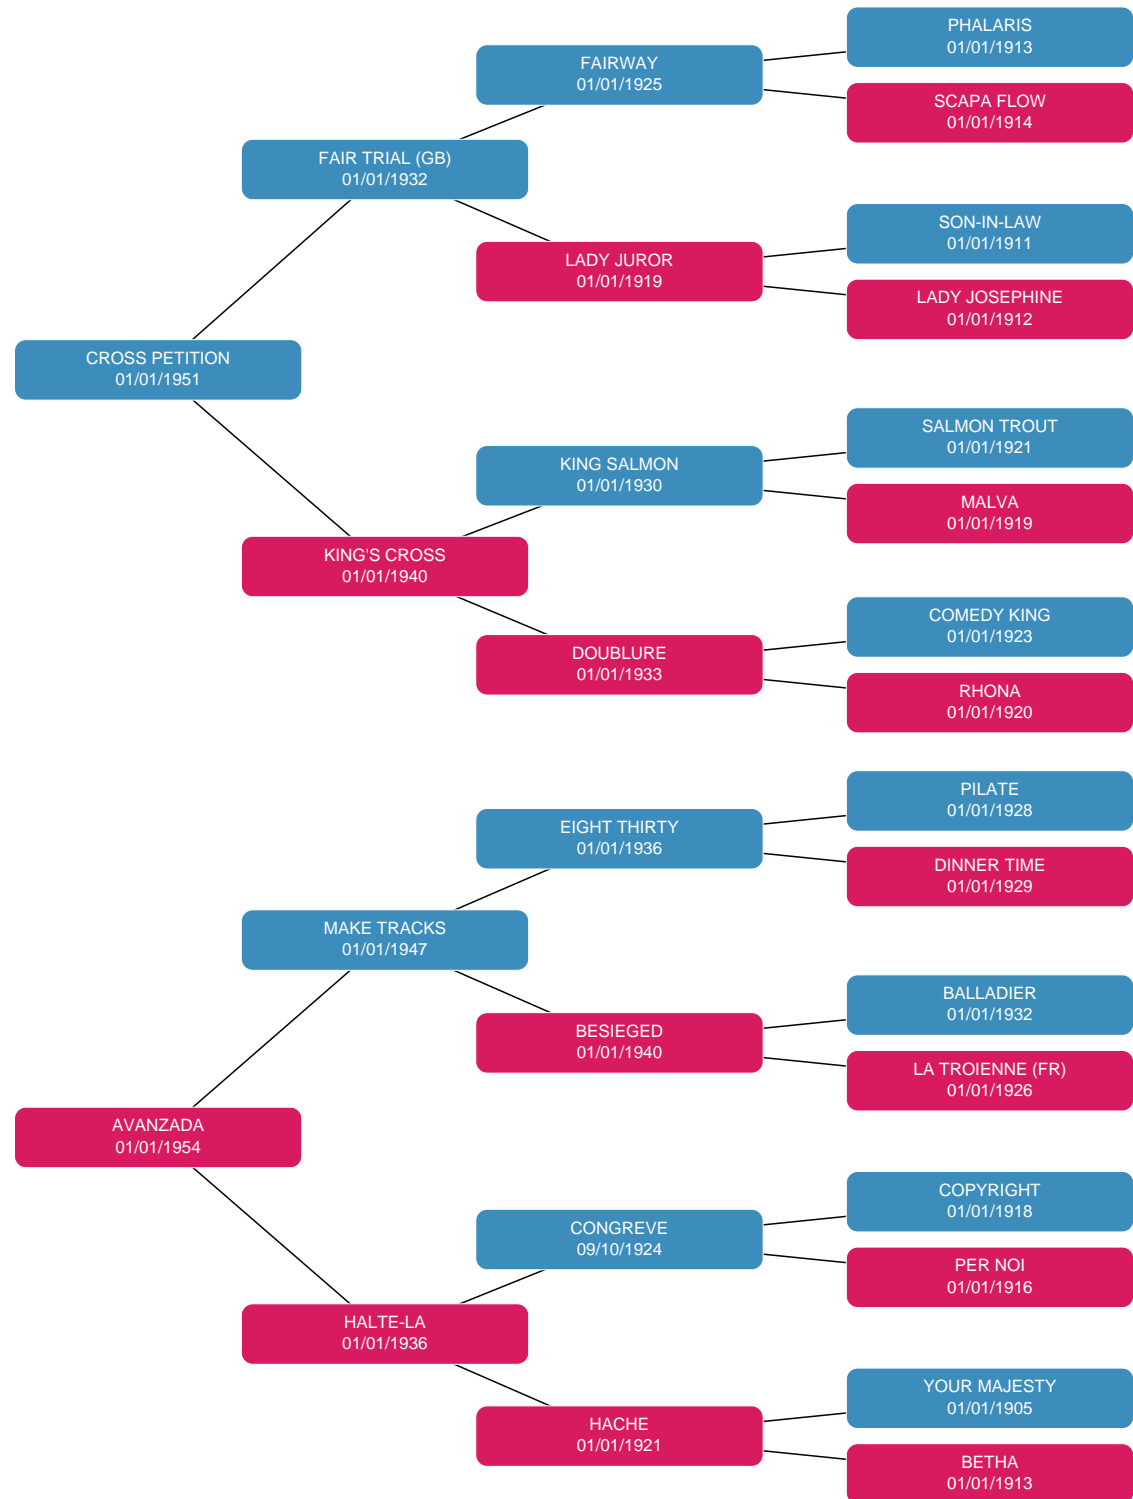 PHALARIS
01/01/1913
FAIRWAY
01/01/1925
SCAPA FLOW
01/01/1914
FAIR TRIAL (GB)
01/01/1932
SON-IN-LAW
01/01/1911
LADY JUROR
01/01/1919
LADY JOSEPHINE
01/01/1912
CROSS PETITION
01/01/1951
SALMON TROUT
01/01/1921
KING SALMON
01/01/1930
MALVA
01/01/1919
KING'S CROSS
01/01/1940
COMEDY KING
01/01/1923
DOUBLURE
01/01/1933
RHONA
01/01/1920
PILATE
01/01/1928
EIGHT THIRTY
01/01/1936
DINNER TIME
01/01/1929
MAKE TRACKS
01/01/1947
BALLADIER
01/01/1932
BESIEGED
01/01/1940
LA TROIENNE (FR)
01/01/1926
AVANZADA
01/01/1954
COPYRIGHT
01/01/1918
CONGREVE
09/10/1924
PER NOI
01/01/1916
HALTE-LA
01/01/1936
YOUR MAJESTY
01/01/1905
HACHE
01/01/1921
BETHA
01/01/1913